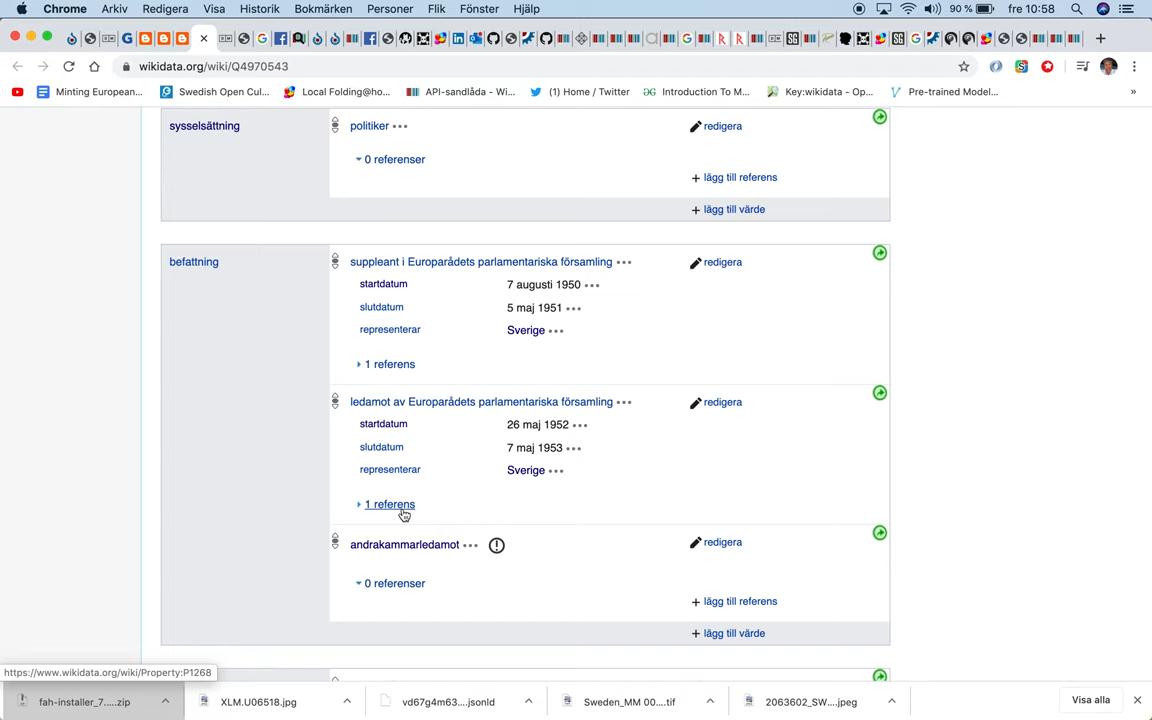 Chrome Arkiv Redigera Visa Historik Bokmärken Personer Flik Fönster Hjälp 90 % fre 10:58
wikidata.org/wiki/Q4970543
Minting European... Swedish Open Cul... Local Folding@ho... API-sandlåda - Wi... (1) Home / Twitter Introduction To M... Key:wikidata - Op... Pre-trained Model... »
sysselsättning politiker redigera
0 referenser
+ lägg till referens
+ lägg till värde
befattning suppleant i Europarådets parlamentariska församling redigera
startdatum 7 augusti 1950
slutdatum 5 maj 1951
representerar Sverige
1 referens
ledamot av Europarådets parlamentariska församling redigera
startdatum 26 maj 1952
slutdatum 7 maj 1953
representerar Sverige
1 referens
andrakammarledamot redigera
0 referenser
+ lägg till referens
+ lägg till värde
https://www.wikidata.org/wiki/Property:P1268
fah-installer_7.....zip XLM.U06518.jpg vd67g4m63....jsonld Sweden_MM 00....tif 2063602_SW....jpeg Visa alla